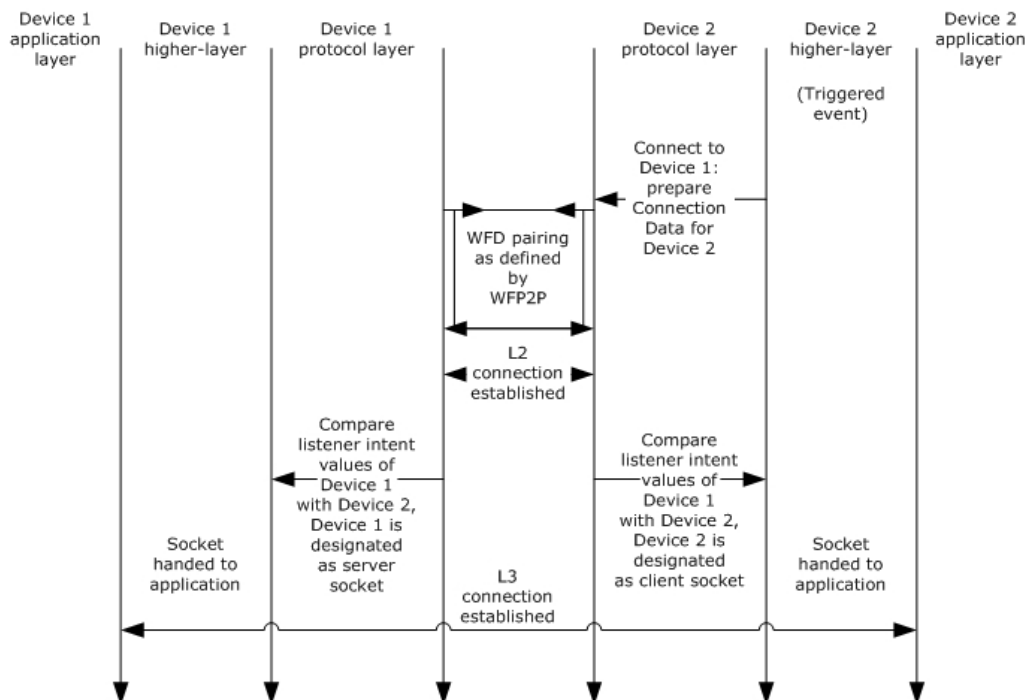 Device 1
application
layer
Device 1
higher-layer
Device 1
protocol layer
Device 2
protocol layer
Device 2
higher-layer
Device 2
application
layer
(Triggered
event)
Connect to
Device 1:
prepare
Connection
Data for
Device 2
WFD pairing
as defined
by
WFP2P
L2
connection
established
Compare
listener intent
values of
Device 1
with Device 2,
Device 1 is
designated
as server
socket
Compare
listener intent
values of
Device 1
with Device 2,
Device 2 is
designated
as client socket
Socket
handed to
application
L3
connection
established
Socket
handed to
application